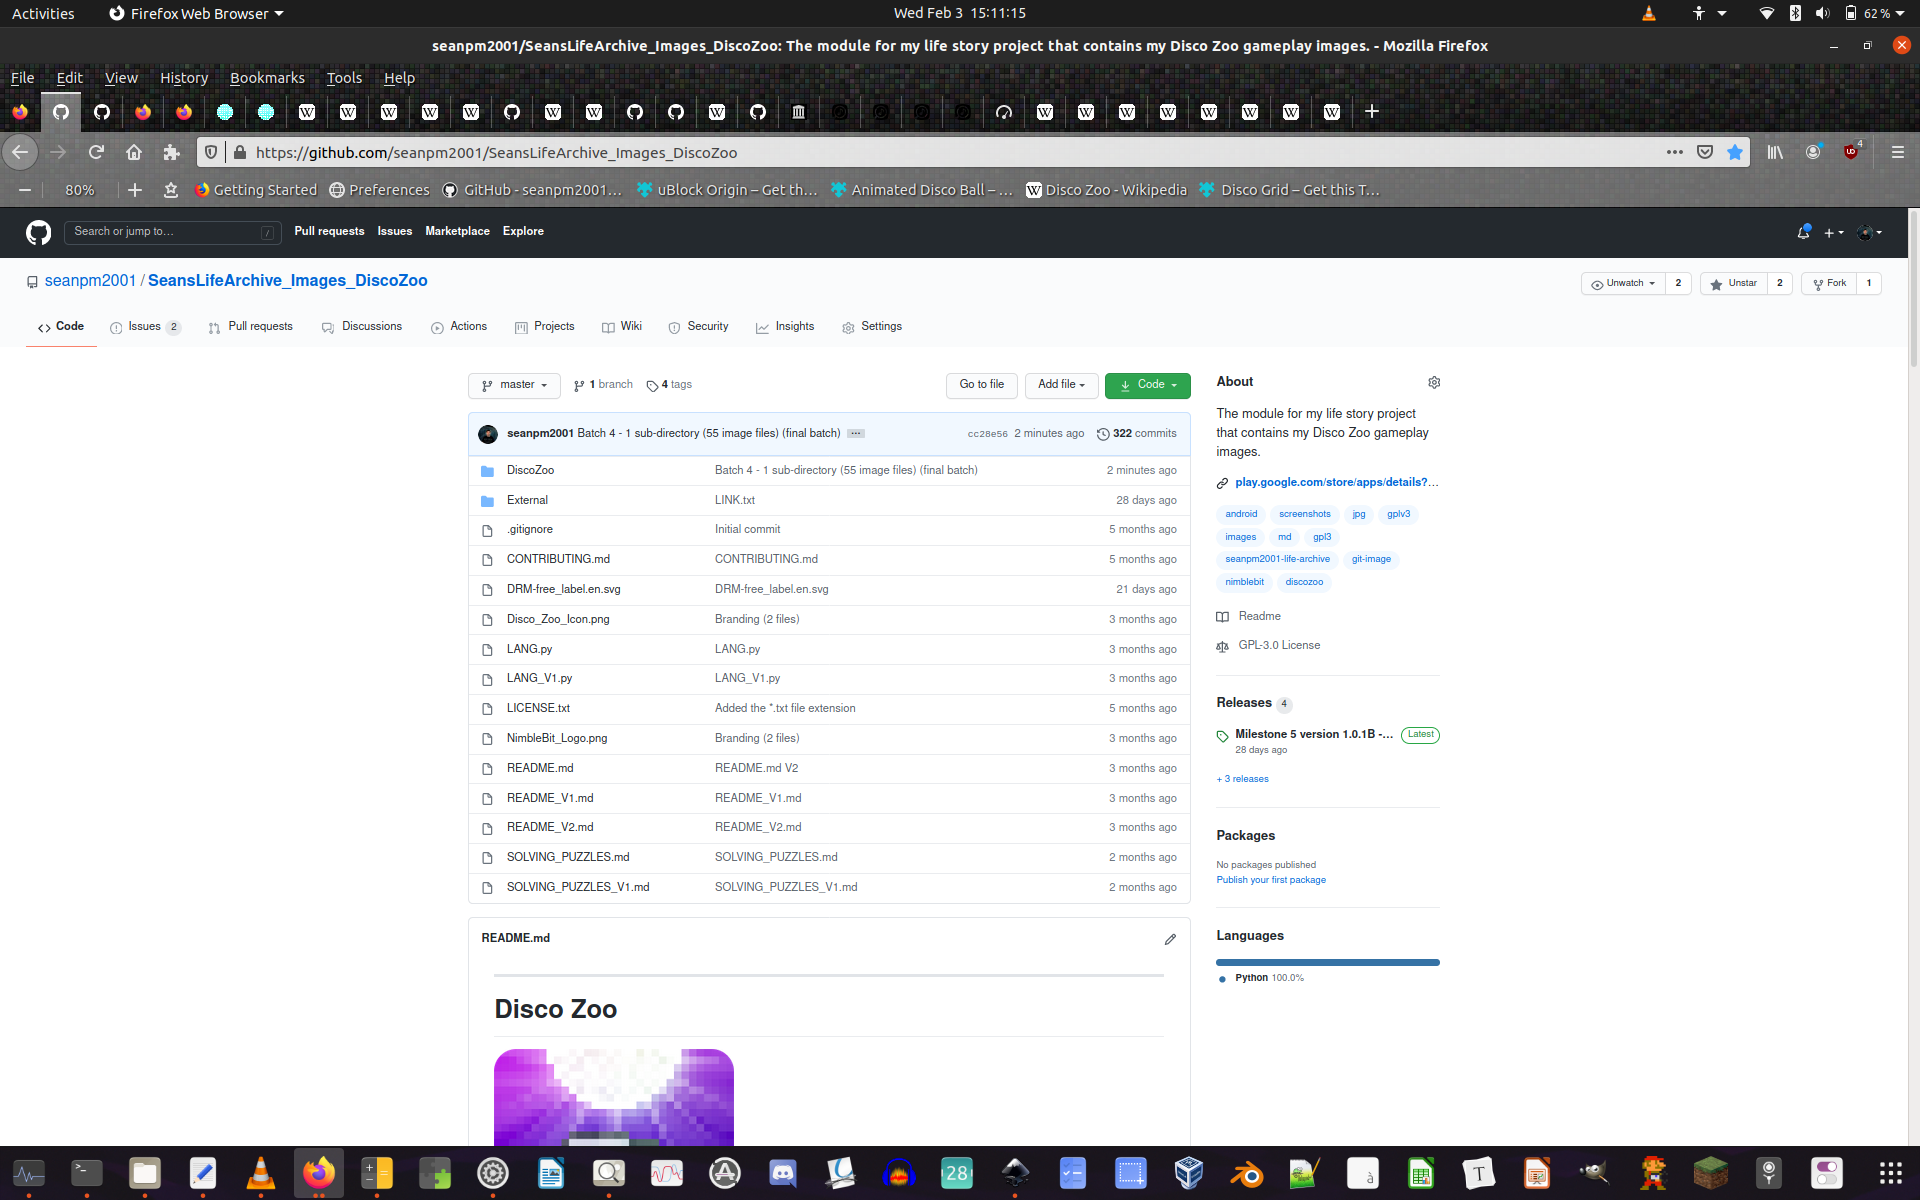 Activities
Firefox Web Browser
Wed Feb 3 15:11:15
62 %
seanpm2001/SeansLifeArchive_Images_DiscoZoo: The module for my life story project that contains my Disco Zoo gameplay images. - Mozilla Firefox
File Edit View History Bookmarks Tools Help
https://github.com/seanpm2001/SeansLifeArchive_Images_DiscoZoo
4
80%
Getting Started
Preferences
GitHub - seanpm2001…
uBlock Origin – Get th…
Animated Disco Ball – …
Disco Zoo - Wikipedia
Disco Grid – Get this T…
Search or jump to…
/
Pull requests Issues Marketplace Explore
seanpm2001 / SeansLifeArchive_Images_DiscoZoo
Unwatch 2
Unstar 2
Fork 1
Code
Issues 2
Pull requests
Discussions
Actions
Projects
Wiki
Security
Insights
Settings
master
1 branch
4 tags
Go to file
Add file
Code
seanpm2001 Batch 4 - 1 sub-directory (55 image files) (final batch) ...
cc28e56 2 minutes ago
322 commits
DiscoZoo Batch 4 - 1 sub-directory (55 image files) (final batch) 2 minutes ago
External LINK.txt 28 days ago
.gitignore Initial commit 5 months ago
CONTRIBUTING.md CONTRIBUTING.md 5 months ago
DRM-free_label.en.svg DRM-free_label.en.svg 21 days ago
Disco_Zoo_Icon.png Branding (2 files) 3 months ago
LANG.py LANG.py 3 months ago
LANG_V1.py LANG_V1.py 3 months ago
LICENSE.txt Added the *.txt file extension 5 months ago
NimbleBit_Logo.png Branding (2 files) 3 months ago
README.md README.md V2 3 months ago
README_V1.md README_V1.md 3 months ago
README_V2.md README_V2.md 3 months ago
SOLVING_PUZZLES.md SOLVING_PUZZLES.md 2 months ago
SOLVING_PUZZLES_V1.md SOLVING_PUZZLES_V1.md 2 months ago
README.md
Disco Zoo
About
The module for my life story project
that contains my Disco Zoo gameplay
images.
play.google.com/store/apps/details?…
android screenshots jpg gplv3
images md gpl3
seanpm2001-life-archive git-image
nimblebit discozoo
Readme
GPL-3.0 License
Releases 4
Milestone 5 version 1.0.1B -… Latest
28 days ago
+ 3 releases
Packages
No packages published
Publish your first package
Languages
Python 100.0%
28